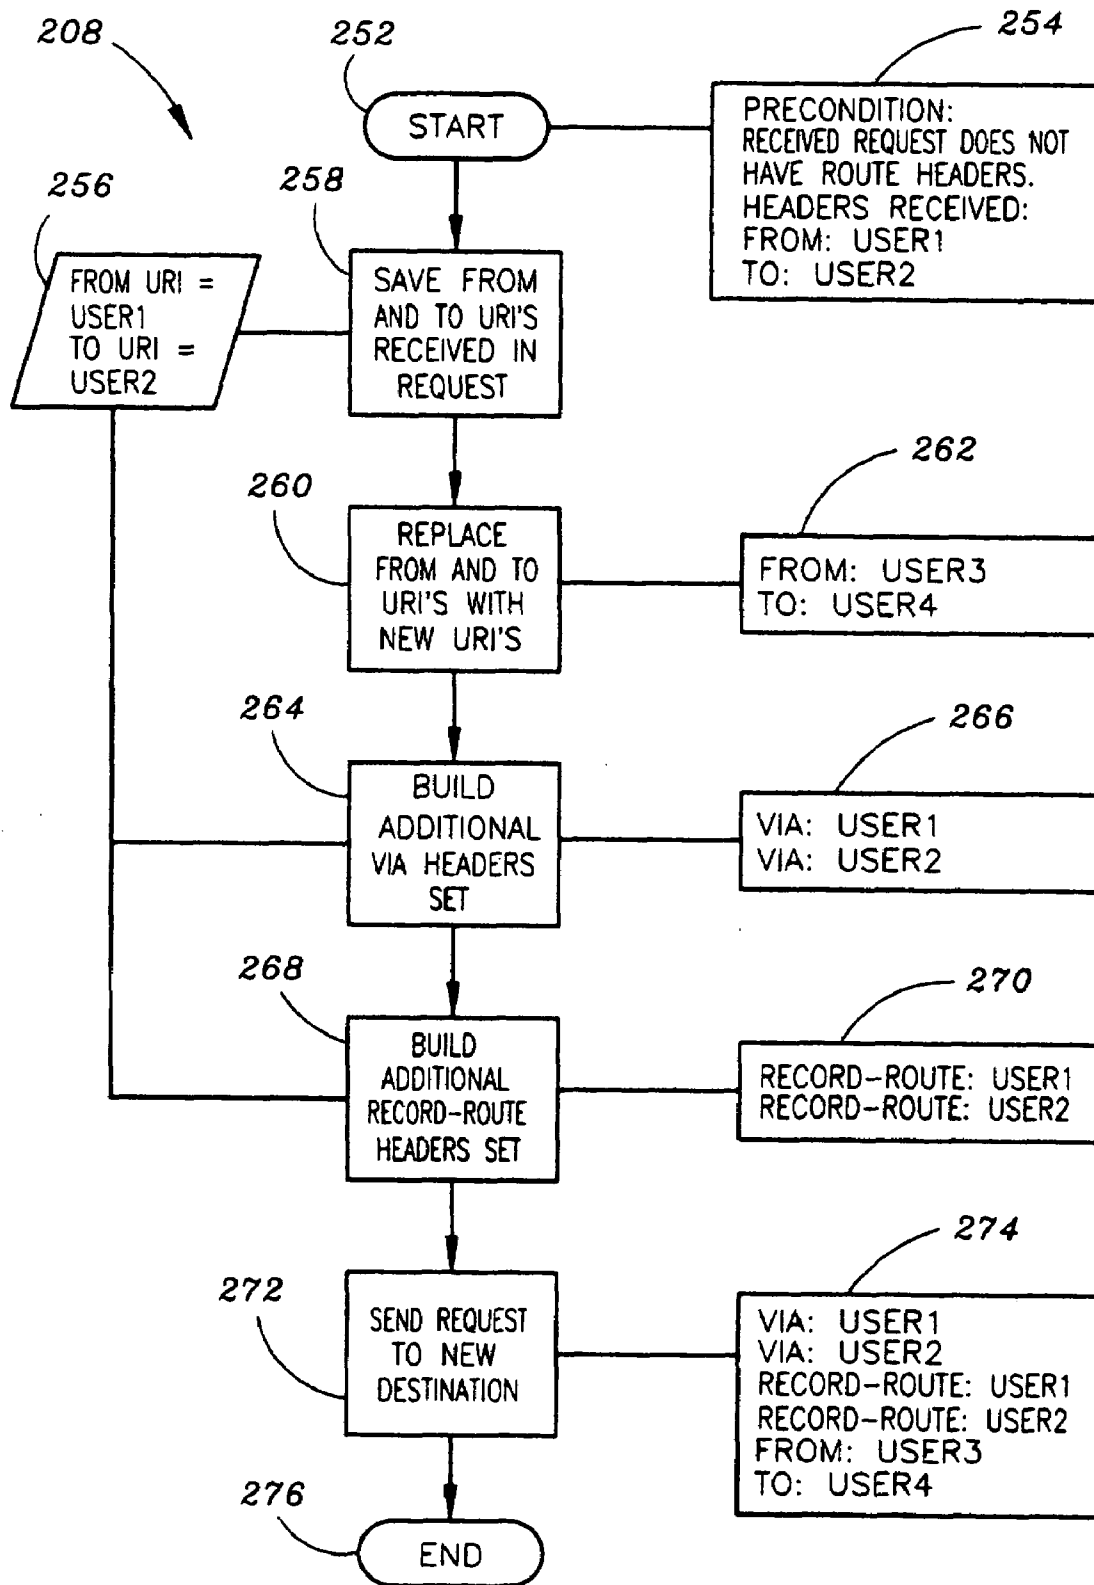 208
252
START
254
PRECONDITION:
RECEIVED REQUEST DOES NOT
HAVE ROUTE HEADERS.
HEADERS RECEIVED:
FROM: USER1
TO: USER2
256
FROM URI =
USER1
TO URI =
USER2
258
SAVE FROM
AND TO URI'S
RECEIVED IN
REQUEST
260
REPLACE
FROM AND TO
URI'S WITH
NEW URI'S
262
FROM: USER3
TO: USER4
264
BUILD
ADDITIONAL
VIA HEADERS
SET
266
VIA: USER1
VIA: USER2
268
BUILD
ADDITIONAL
RECORD-ROUTE
HEADERS SET
270
RECORD-ROUTE: USER1
RECORD-ROUTE: USER2
272
SEND REQUEST
TO NEW
DESTINATION
274
VIA: USER1
VIA: USER2
RECORD-ROUTE: USER1
RECORD-ROUTE: USER2
FROM: USER3
TO: USER4
276
END